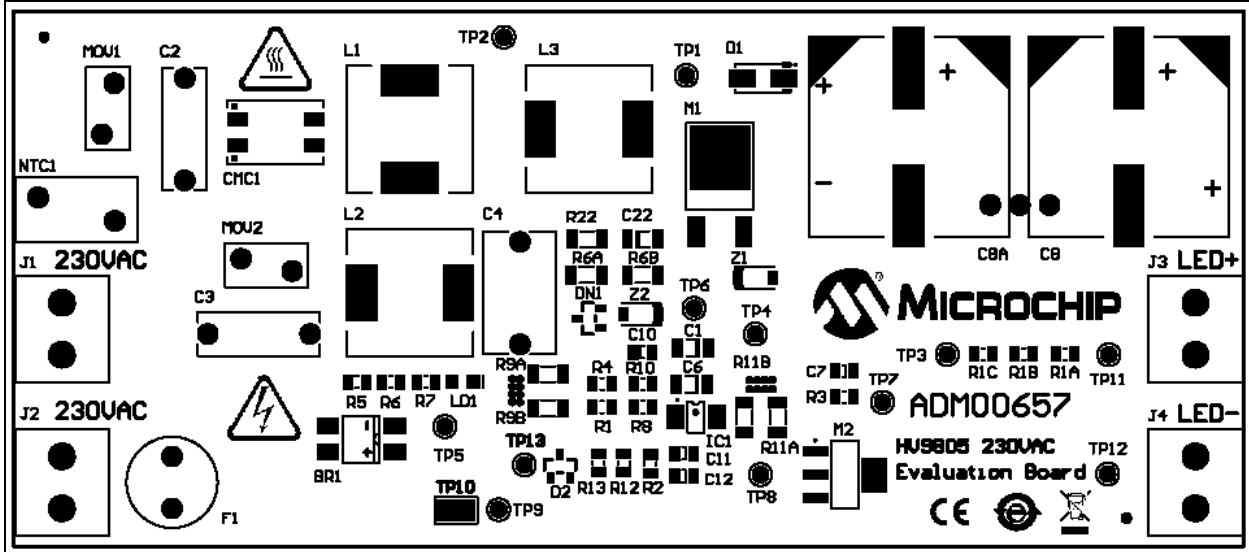 MOV1
C2
L1
TP2
L3
TP1
D1
M1
NTC1
CMC1
MOV2
L2
C4
R22
C22
R6A
R6B
Z1
C8A
C8
J1 230VAC
J3 LED+
DN1
Z2
TP6
TP4
MICROCHIP
®
C3
C10
C1
R11B
TP3
R1C
R1B
R1A
TP11
R9A
R4
R10
C6
C7
R3
TP7
ADM00657
R5
R6
R7
LD1
R9B
R1
R8
IC1
R11A
M2
J2 230VAC
J4 LED-
BR1
TP5
TP13
D2
R13
R12
R2
C11
C12
TP8
HV9805 230VAC
Evaluation Board
TP12
F1
TP10
TP9
CE
e